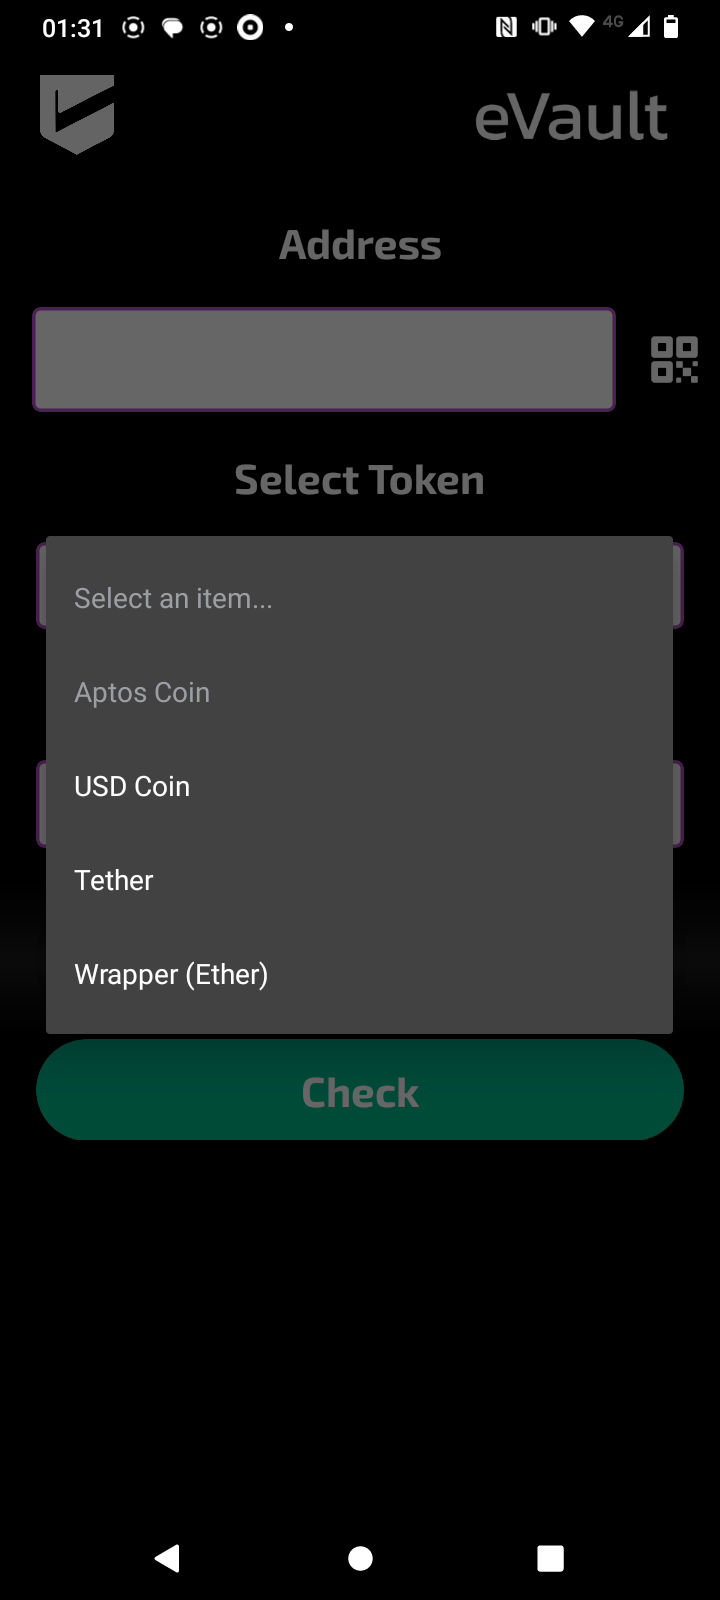 01:31
4G
eVault
Address
Select Token
Select an item...
Aptos Coin
USD Coin
Tether
Wrapper (Ether)
Check